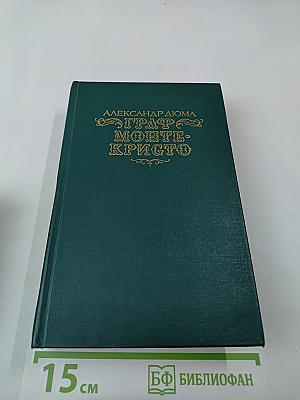 АЛЕКСАНДР ДЮМА
ГРАФ
МОНТЕ-
КРИСТО
15 см
БФ БИБЛИОФАН